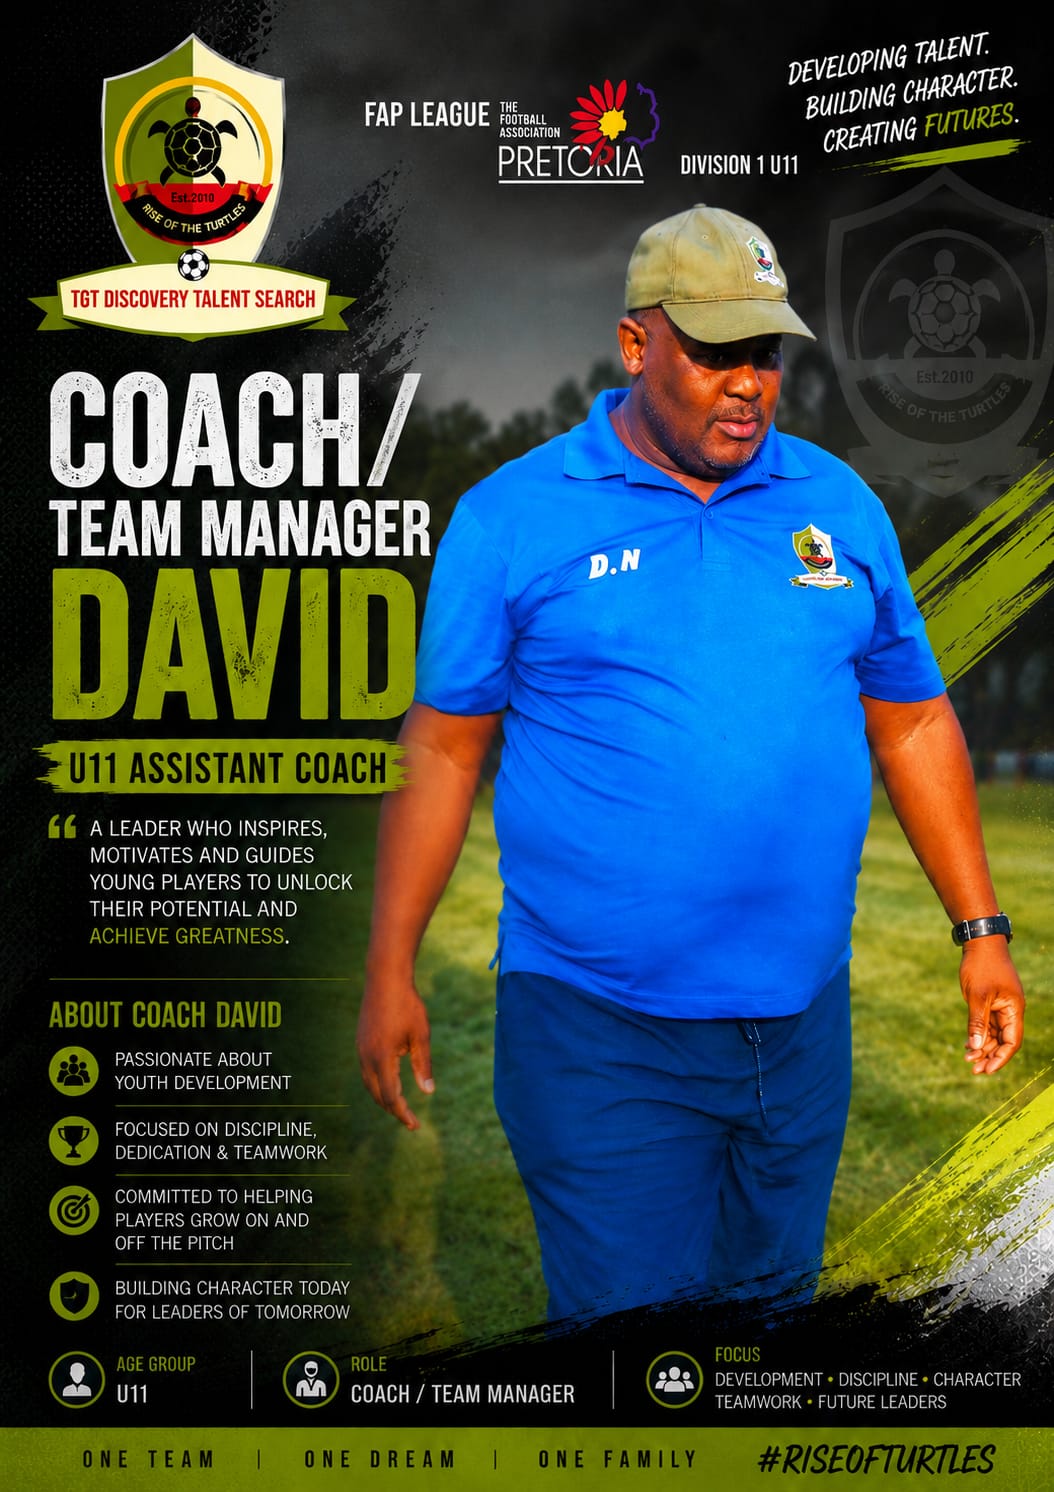 Est.2010
RISE OF THE TURTLES
TGT DISCOVERY TALENT SEARCH
FAP LEAGUE
THE
FOOTBALL
ASSOCIATION
PRETORIA
DIVISION 1 U11
DEVELOPING TALENT.
BUILDING CHARACTER.
CREATING FUTURES.
Est.2010
RISE OF THE TURTLES
COACH/
TEAM MANAGER
DAVID
U11 ASSISTANT COACH
D.N
“ A LEADER WHO INSPIRES,
MOTIVATES AND GUIDES
YOUNG PLAYERS TO UNLOCK
THEIR POTENTIAL AND
ACHIEVE GREATNESS.
ABOUT COACH DAVID
PASSIONATE ABOUT
YOUTH DEVELOPMENT
FOCUSED ON DISCIPLINE,
DEDICATION & TEAMWORK
COMMITTED TO HELPING
PLAYERS GROW ON AND
OFF THE PITCH
BUILDING CHARACTER TODAY
FOR LEADERS OF TOMORROW
AGE GROUP
U11
ROLE
COACH / TEAM MANAGER
FOCUS
DEVELOPMENT • DISCIPLINE • CHARACTER
TEAMWORK • FUTURE LEADERS
ONE TEAM | ONE DREAM | ONE FAMILY
#RISEOFTURTLES